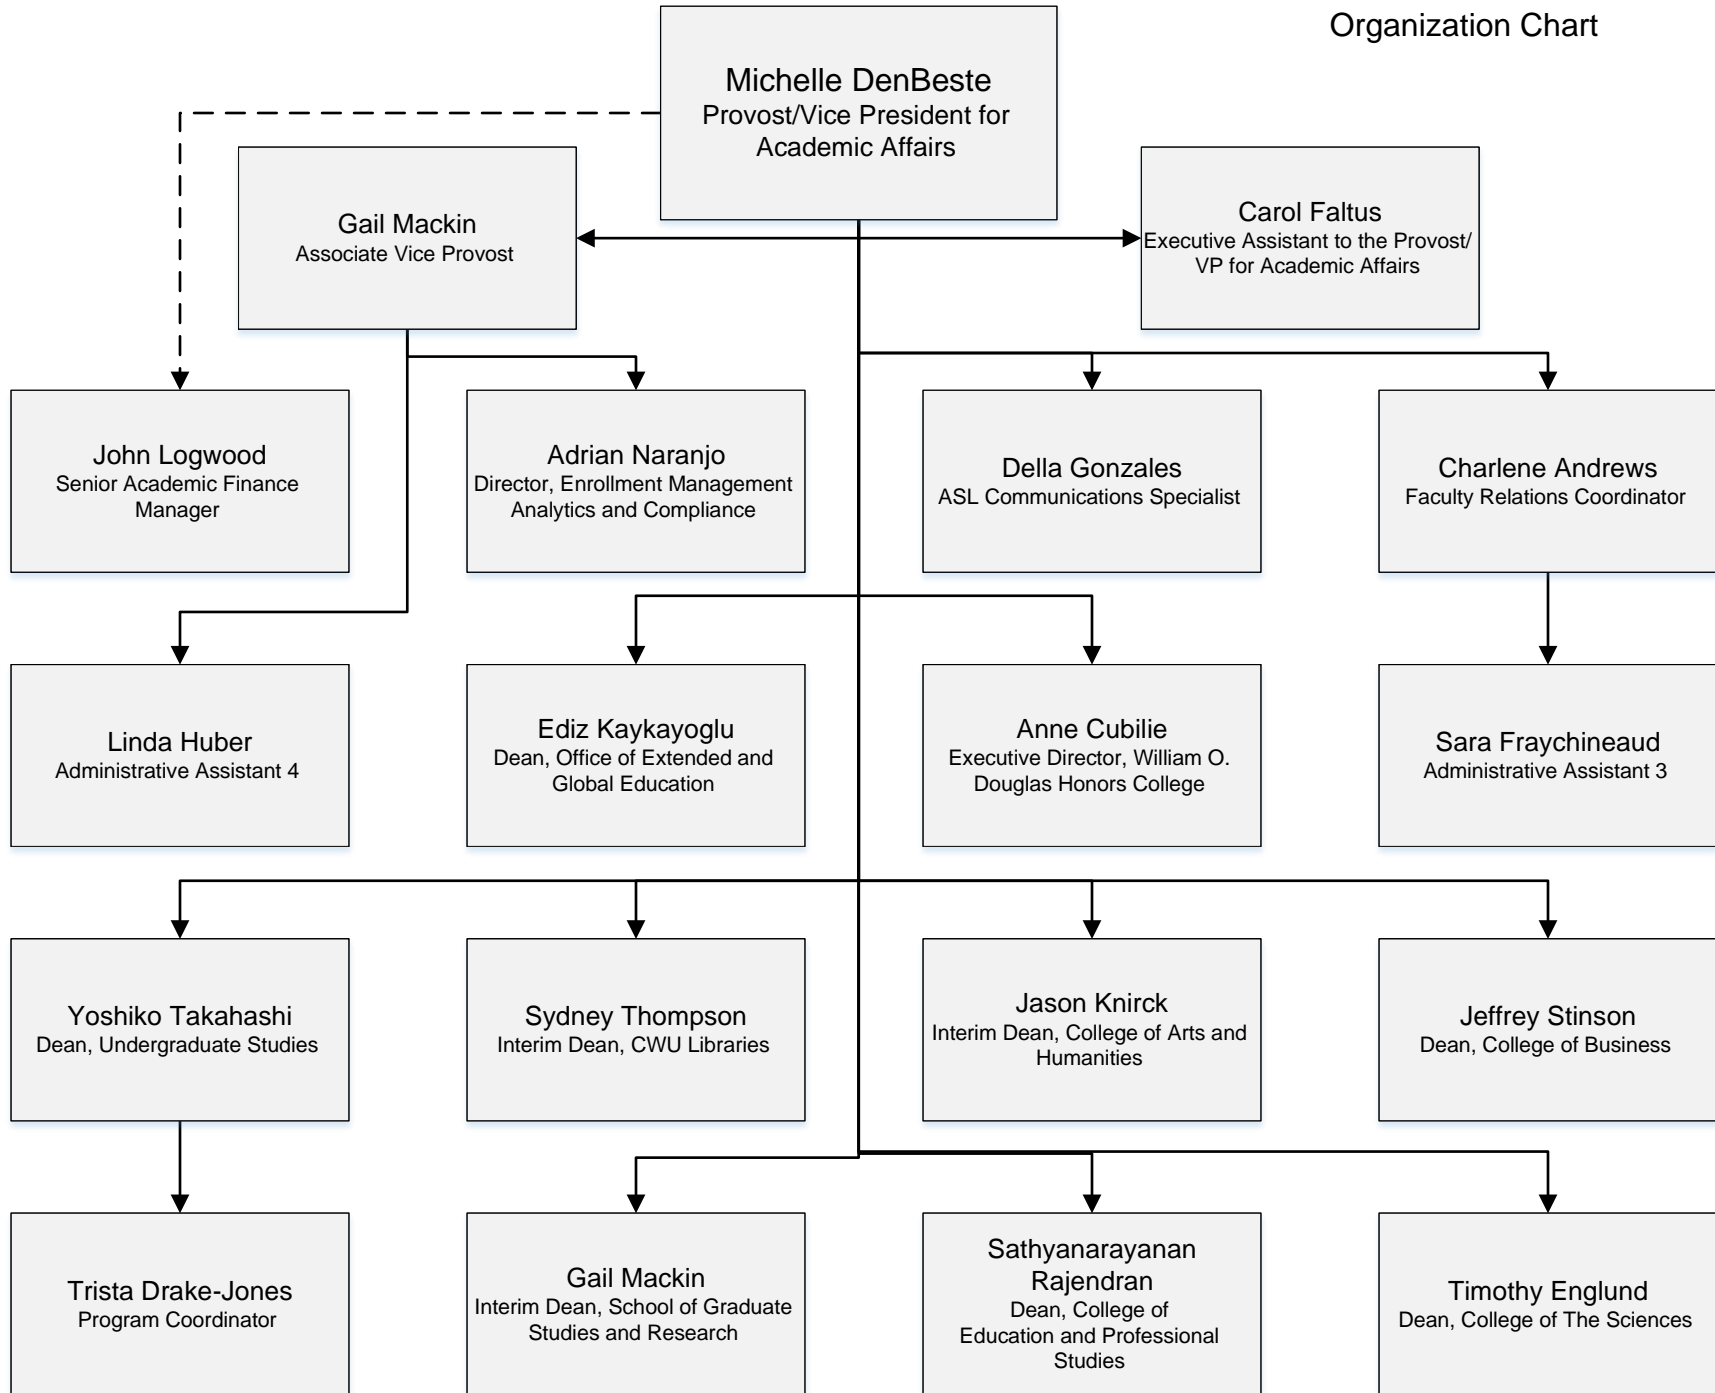 Organization Chart
Michelle DenBeste
Provost/Vice President for
Academic Affairs
Gail Mackin
Associate Vice Provost
Carol Faltus
Executive Assistant to the Provost/
VP for Academic Affairs
John Logwood
Senior Academic Finance
Manager
Adrian Naranjo
Director, Enrollment Management
Analytics and Compliance
Della Gonzales
ASL Communications Specialist
Charlene Andrews
Faculty Relations Coordinator
Linda Huber
Administrative Assistant 4
Ediz Kaykayoglu
Dean, Office of Extended and
Global Education
Anne Cubilie
Executive Director, William O.
Douglas Honors College
Sara Fraychineaud
Administrative Assistant 3
Yoshiko Takahashi
Dean, Undergraduate Studies
Sydney Thompson
Interim Dean, CWU Libraries
Jason Knirck
Interim Dean, College of Arts and
Humanities
Jeffrey Stinson
Dean, College of Business
Trista Drake-Jones
Program Coordinator
Gail Mackin
Interim Dean, School of Graduate
Studies and Research
Sathyanarayanan
Rajendran
Dean, College of
Education and Professional
Studies
Timothy Englund
Dean, College of The Sciences